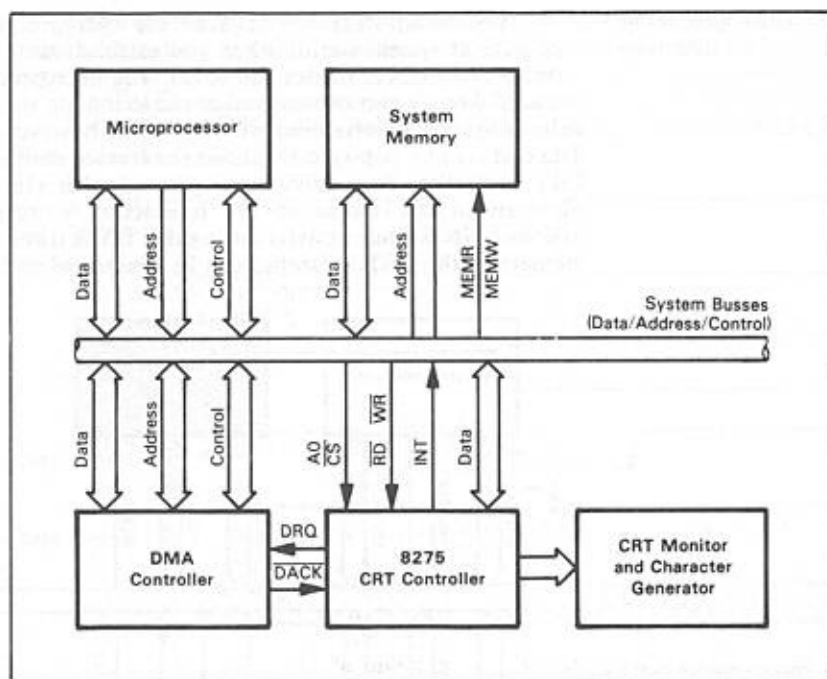 Microprocessor
System
Memory
Data
Address
Control
Data
Address
MEMR
MEMW
System Busses
(Data/Address/Control)
Data
Address
Control
AO
CS
RD
WR
INT
Data
DMA
Controller
DRQ
DACK
8275
CRT Controller
CRT Monitor
and Character
Generator